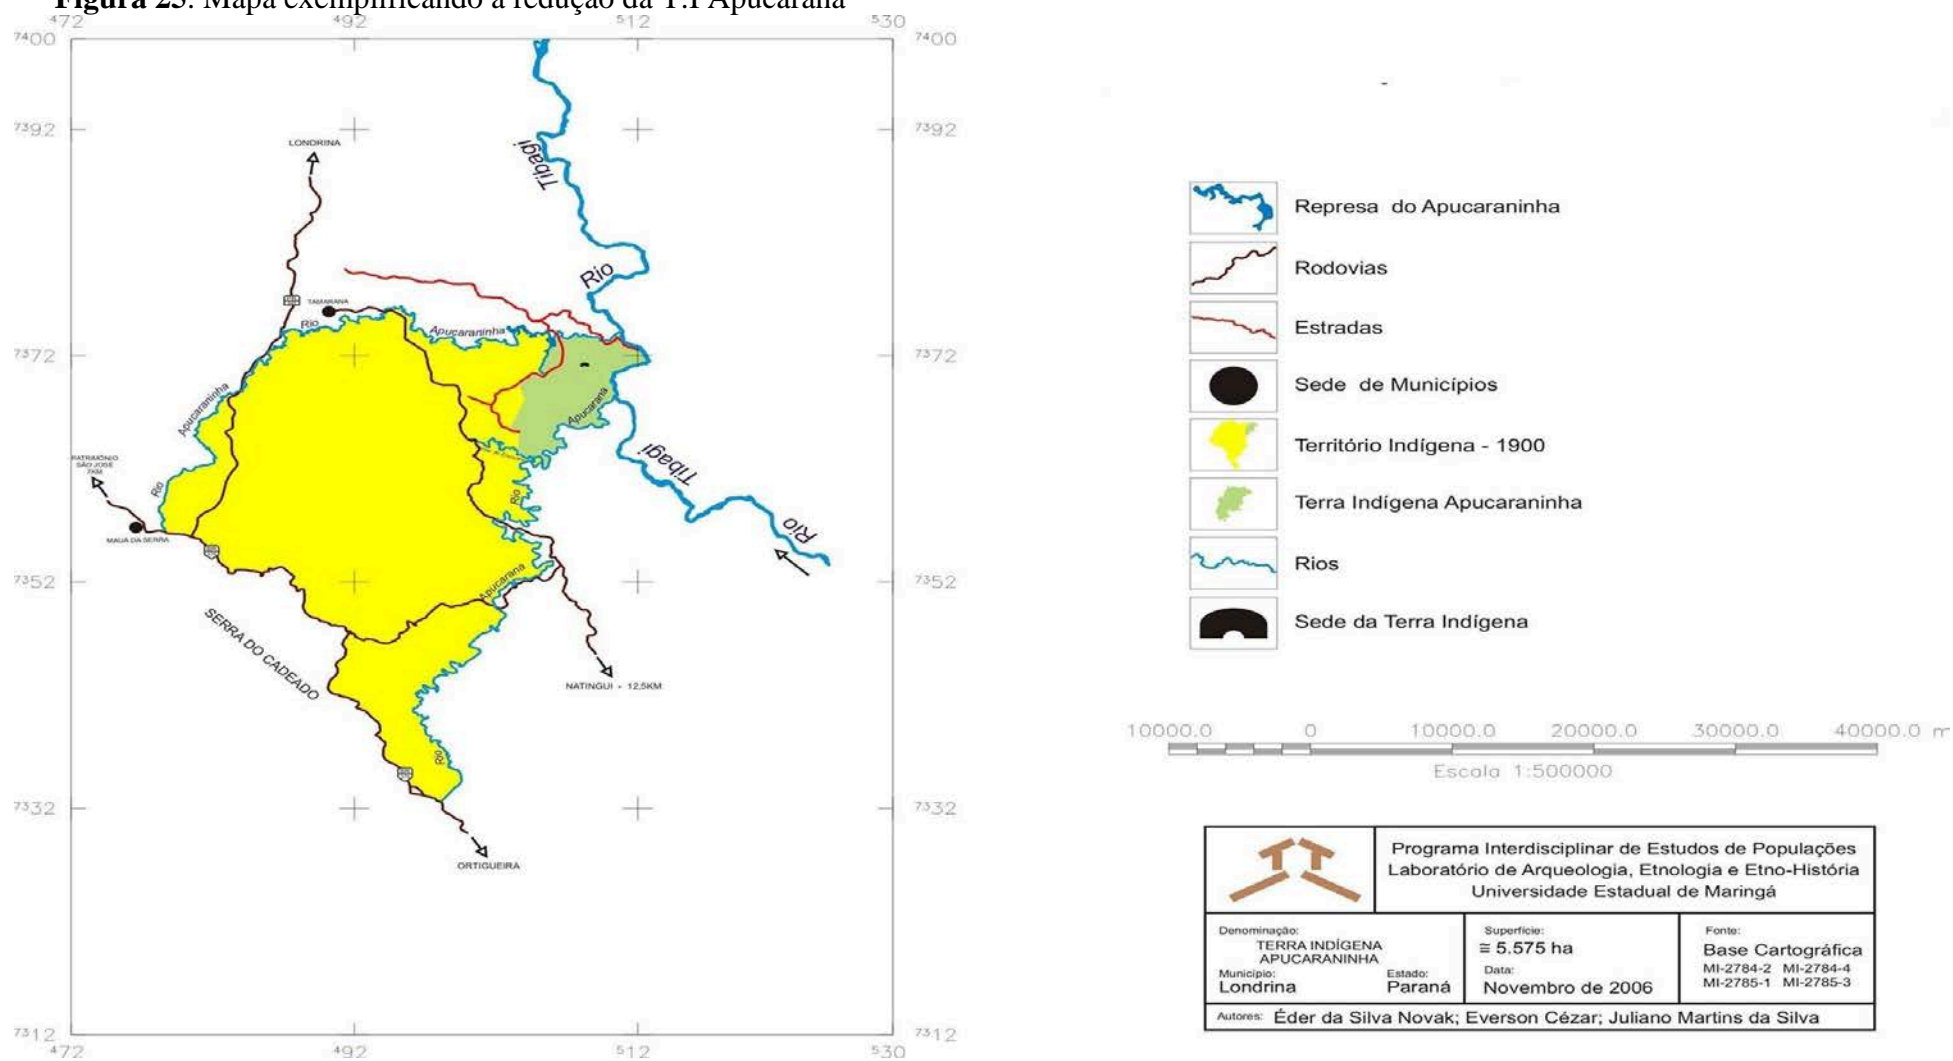 Figura 25: Mapa exemplificando a redução da T.I Apucarana
472 492 512 530
7400 7400
7392 7392
LONDRINA
Tibagi
Rio
TAMARANA
Rio
Apucaraninha
7372 7372
Apucaraninha
Apucarana
Tibagi
PATRIMÔNIO
SÃO JOSÉ
7KM
Rio
Rio
Rio
MAUA DA SERRA
7352 7352
Apucarana
SERRA DO CADEADO
NATINGUI - 12,5KM
Rio
7332 7332
ORTIGUEIRA
7312 7312
472 492 512 530
Represa do Apucaraninha
Rodovias
Estradas
Sede de Municípios
Território Indígena - 1900
Terra Indígena Apucaraninha
Rios
Sede da Terra Indígena
10000.0 0 10000.0 20000.0 30000.0 40000.0 m
Escala 1:500000
Programa Interdisciplinar de Estudos de Populações
Laboratório de Arqueologia, Etnologia e Etno-História
Universidade Estadual de Maringá
Denominação:
TERRA INDÍGENA
APUCARANINHA
Município: Estado:
Londrina Paraná
Superfície:
≅ 5.575 ha
Data:
Novembro de 2006
Fonte:
Base Cartográfica
MI-2784-2 MI-2784-4
MI-2785-1 MI-2785-3
Autores: Éder da Silva Novak; Everson Cézar; Juliano Martins da Silva